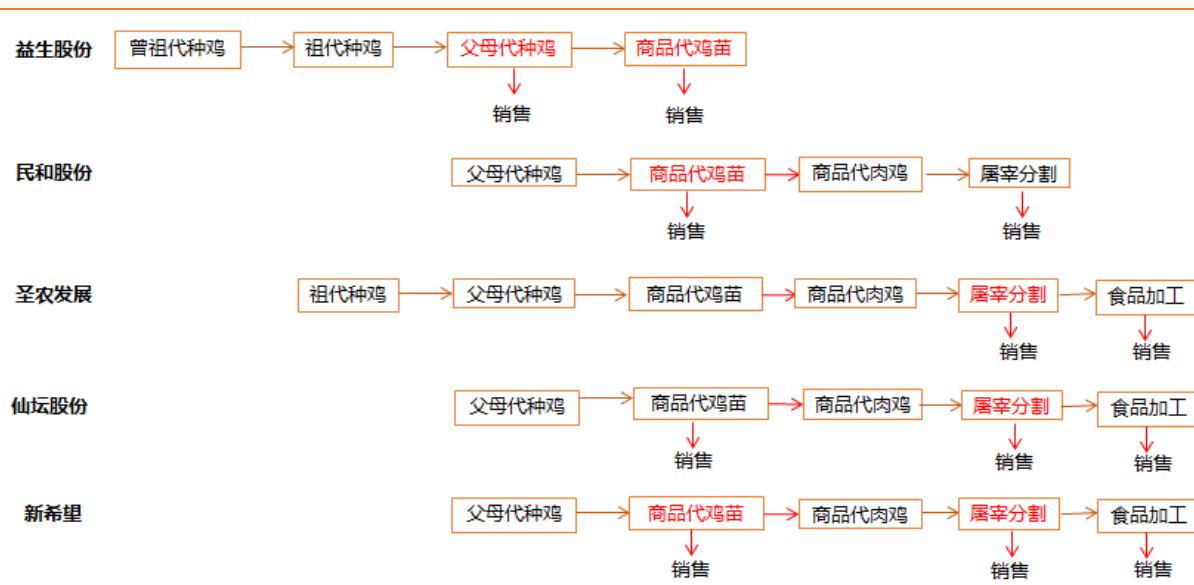 益生股份 曾祖代种鸡 祖代种鸡 父母代种鸡 商品代鸡苗
销售 销售
民和股份 父母代种鸡 商品代鸡苗 商品代肉鸡 屠宰分割
销售 销售
圣农发展 祖代种鸡 父母代种鸡 商品代鸡苗 商品代肉鸡 屠宰分割 食品加工
销售 销售
仙坛股份 父母代种鸡 商品代鸡苗 商品代肉鸡 屠宰分割 食品加工
销售 销售 销售
新希望 父母代种鸡 商品代鸡苗 商品代肉鸡 屠宰分割 食品加工
销售 销售 销售